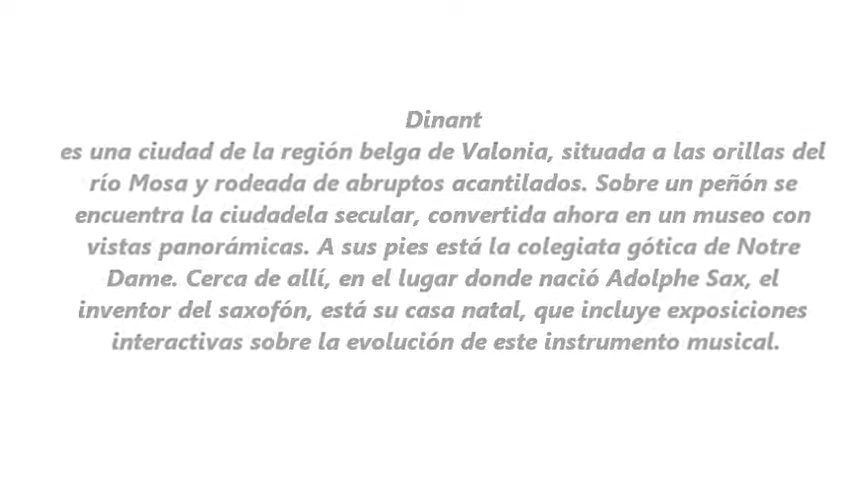 Dinant
es una ciudad de la región belga de Valonia, situada a las orillas del
río Mosa y rodeada de abruptos acantilados. Sobre un peñón se
encuentra la ciudadela secular, convertida ahora en un museo con
vistas panorámicas. A sus pies está la colegiata gótica de Notre
Dame. Cerca de allí, en el lugar donde nació Adolphe Sax, el
inventor del saxofón, está su casa natal, que incluye exposiciones
interactivas sobre la evolución de este instrumento musical.